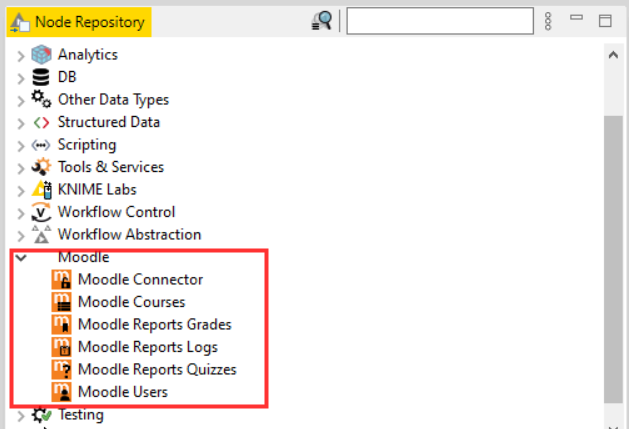 Node Repository
Analytics
DB
Other Data Types
Structured Data
Scripting
Tools & Services
KNIME Labs
Workflow Control
Workflow Abstraction
Moodle
Moodle Connector
Moodle Courses
Moodle Reports Grades
Moodle Reports Logs
Moodle Reports Quizzes
Moodle Users
Testing